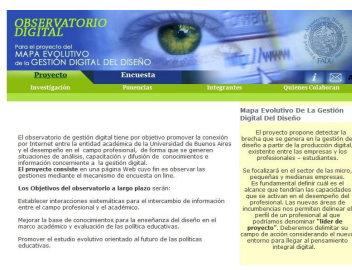 OBSERVATORIO
DIGITAL
Para el proyecto del
MAPA EVOLUTIVO
de la GESTIÓN DIGITAL DEL DISEÑO
FADU
Proyecto
Encuesta
Investigación
Ponencias
Integrantes
Quienes Colaboran
El observatorio de gestión digital tiene por objetivo promover la conexión
por Internet entre la entidad académica de la Universidad de Buenos Aires
y el desempeño en el campo profesional, de forma que se generen
situaciones de análisis, capacitación y difusión de conocimientos e
información concerniente a la gestión digital.
El proyecto consiste en una página Web cuyo fin es observar las
gestiones mediante el mecanismo de encuesta on line.
Los Objetivos del observatorio a largo plazo serán:
Establecer interacciones sistemáticas para el intercambio de información
entre el campo profesional y el académico.
Mejorar la base de conocimientos para la enseñanza del diseño en el
marco académico y evaluación de las política educativas.
Promover el estudio evolutivo orientado al futuro de las políticas
educativas.
Mapa Evolutivo De La Gestión
Digital Del Diseño
El proyecto propone detectar la
brecha que se genera en la gestión de
diseño a partir de la producción digital,
existente entre las empresas y los
profesionales – estudiantes.
Se focalizará en el sector de las micro,
pequeñas y medianas empresas.
Es fundamental definir cuál es el
alcance que tendrían las capacidades
que se activan en el desempeño del
profesional. Las nuevas áreas de
incumbencias nos permiten delinear el
perfil de un profesional al que
podríamos denominar "líder de
proyecto". Deberemos delimitar su
campo de acción considerando el nuevo
entorno para llegar al pensamiento
integral digital.